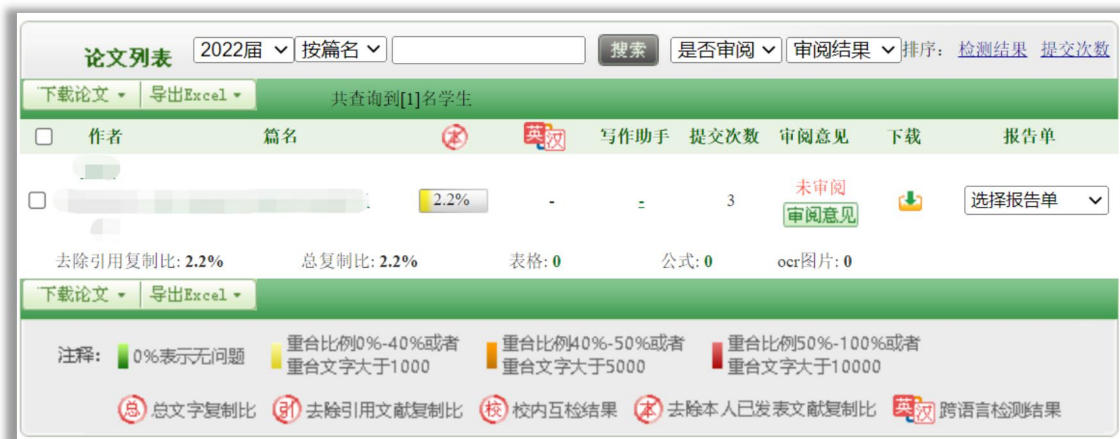 论文列表 2022届 按篇名 搜索 是否审阅 审阅结果 排序： 检测结果 提交次数
下载论文 导出Excel 共查询到[1]名学生
作者 篇名 本 英汉 写作助手 提交次数 审阅意见 下载 报告单
2.2% - - 3 未审阅 选择报告单
审阅意见
去除引用复制比: 2.2% 总复制比: 2.2% 表格: 0 公式: 0 ocr图片: 0
下载论文 导出Excel
注释： 0%表示无问题 重合比例0%-40%或者 重合比例40%-50%或者 重合比例50%-100%或者
重合文字大于1000 重合文字大于5000 重合文字大于10000
总 总文字复制比 引 去除引用文献复制比 校 校内互检结果 本 去除本人已发表文献复制比 英汉 跨语言检测结果